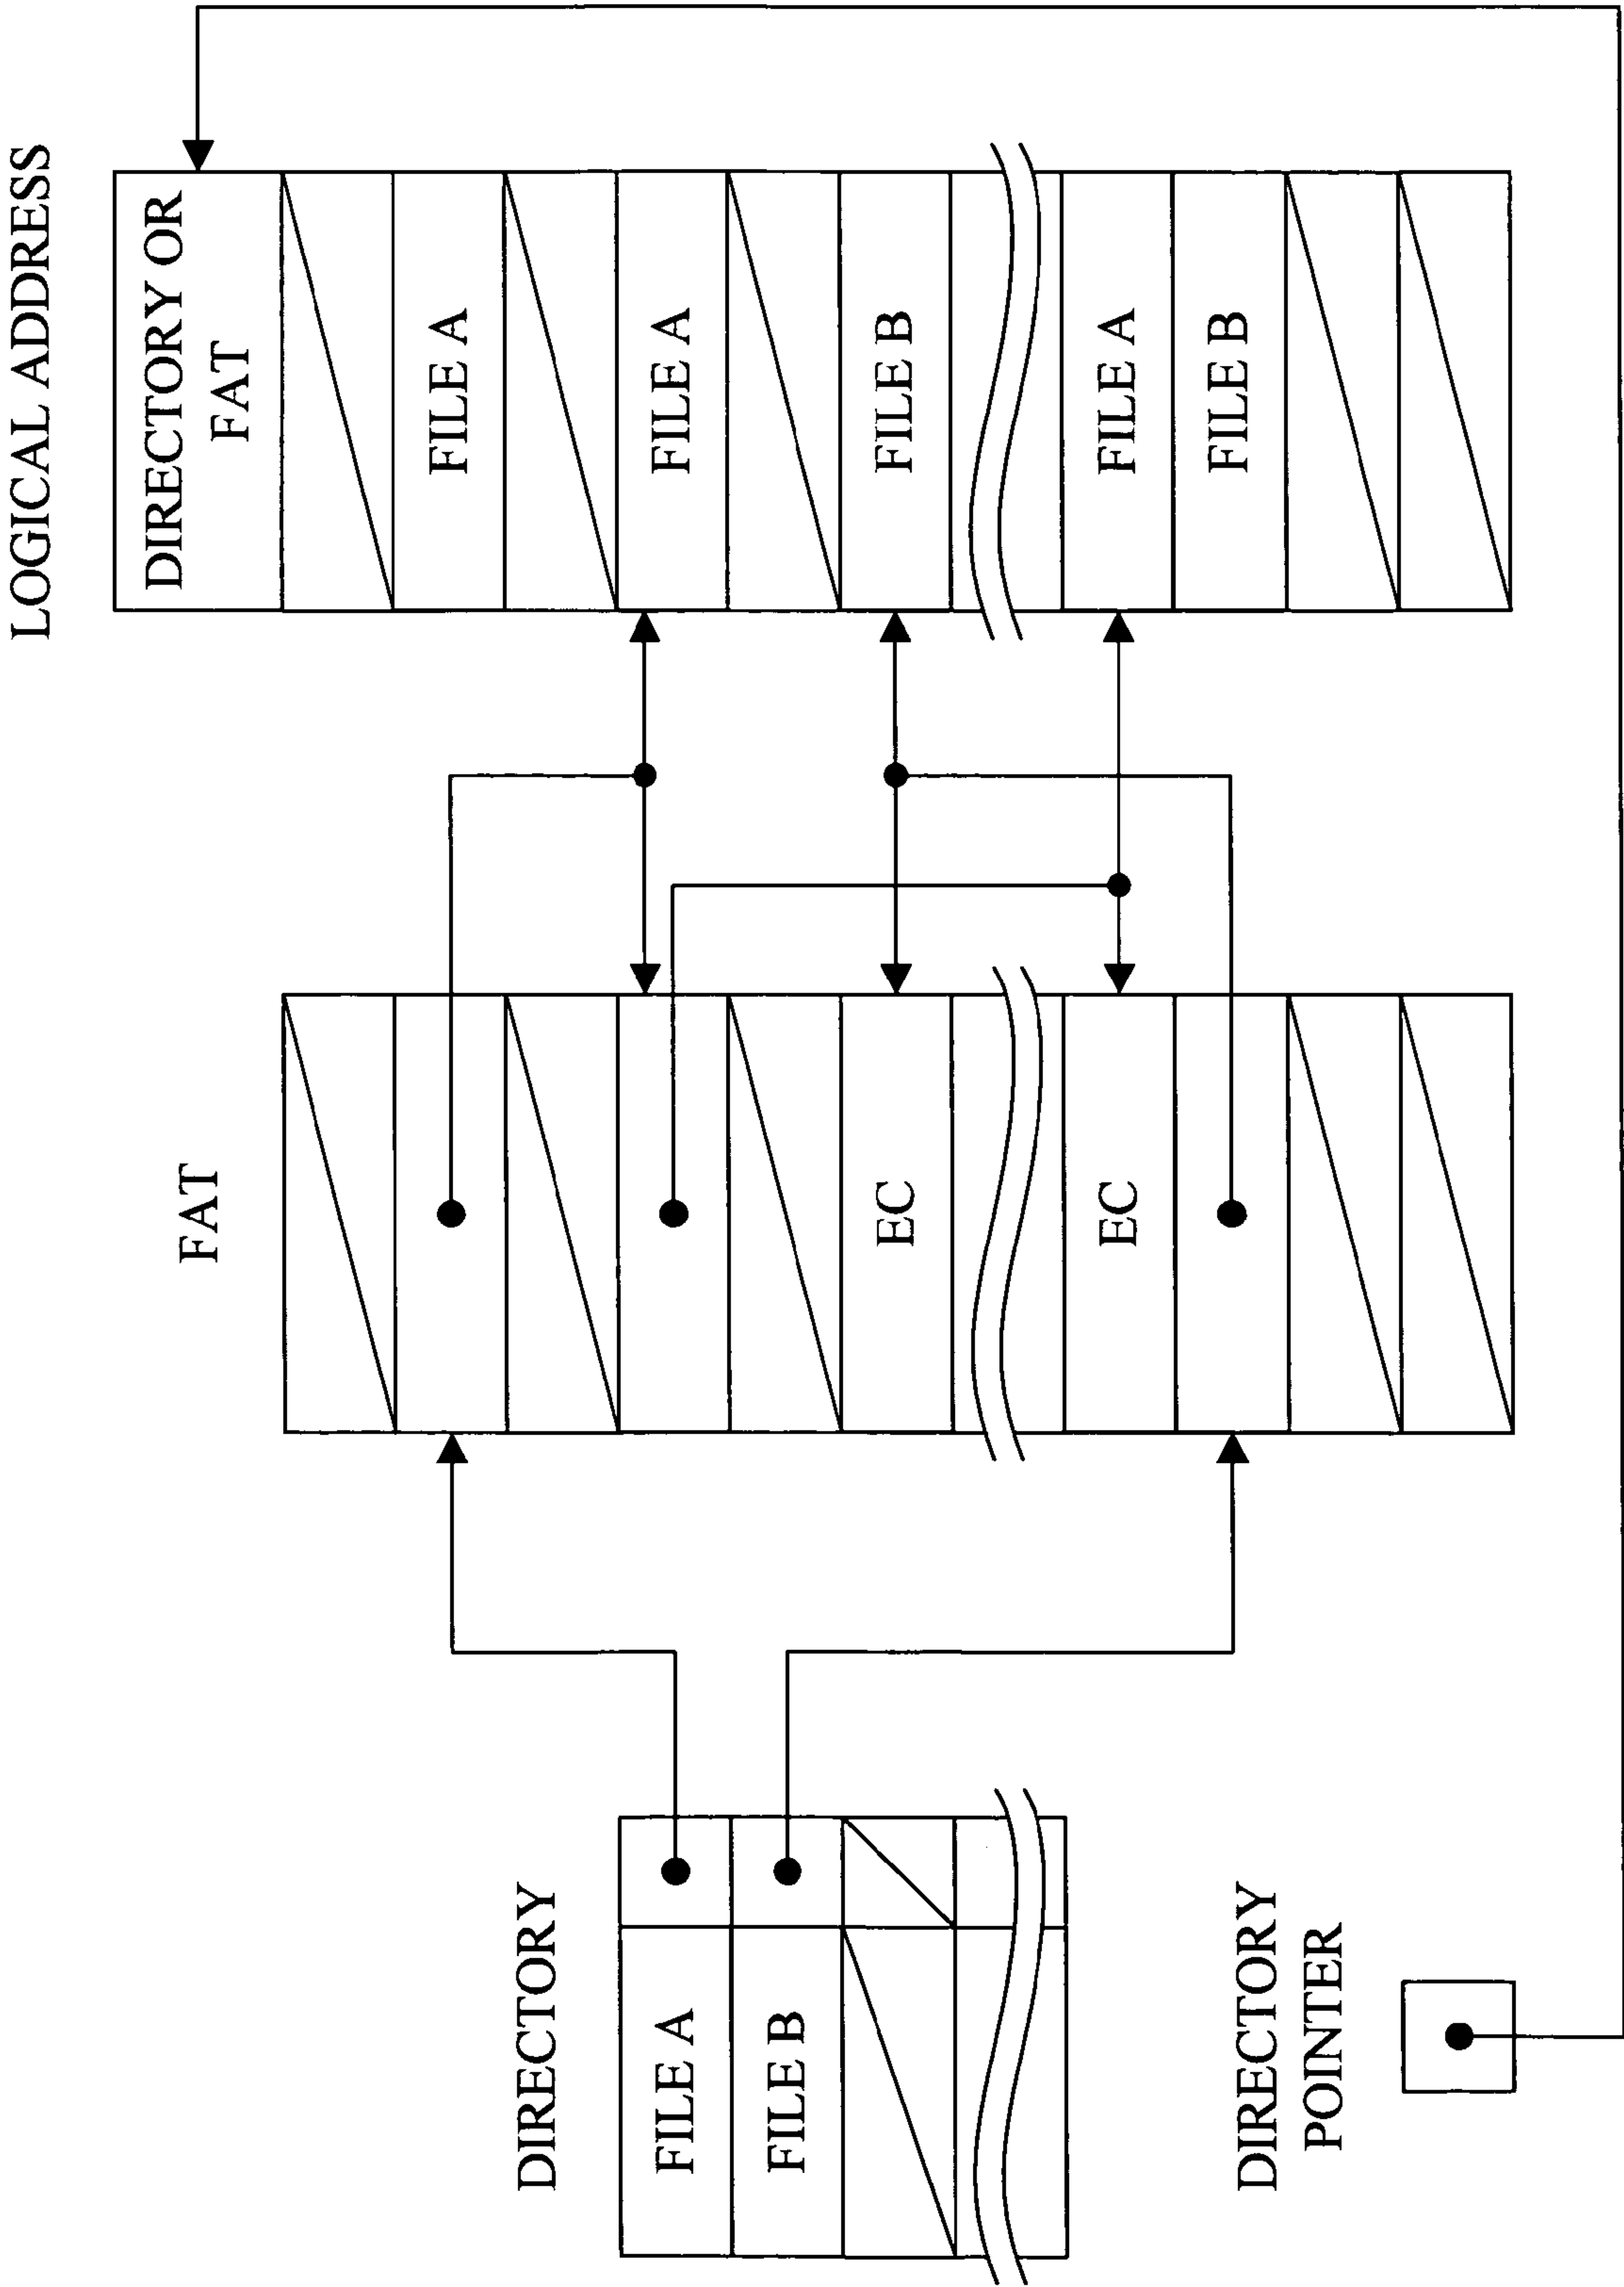 DIRECTORY
FILE A
FILE B
DIRECTORY
POINTER
FAT
EC
EC
LOGICAL ADDRESS
DIRECTORY OR
FAT
FILE A
FILE A
FILE B
FILE A
FILE B